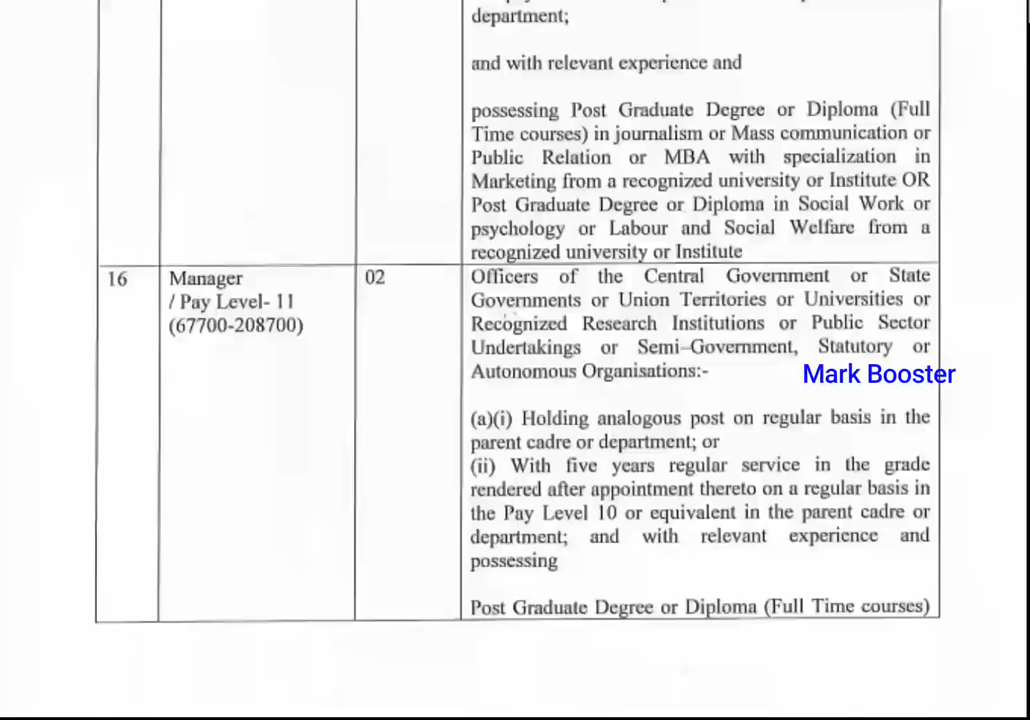 department;
and with relevant experience and
possessing Post Graduate Degree or Diploma (Full
Time courses) in journalism or Mass communication or
Public Relation or MBA with specialization in
Marketing from a recognized university or Institute OR
Post Graduate Degree or Diploma in Social Work or
psychology or Labour and Social Welfare from a
recognized university or Institute
16
Manager
/ Pay Level- 11
(67700-208700)
02
Officers of the Central Government or State
Governments or Union Territories or Universities or
Recognized Research Institutions or Public Sector
Undertakings or Semi-Government, Statutory or
Autonomous Organisations:-
Mark Booster
(a)(i) Holding analogous post on regular basis in the
parent cadre or department; or
(ii) With five years regular service in the grade
rendered after appointment thereto on a regular basis in
the Pay Level 10 or equivalent in the parent cadre or
department; and with relevant experience and
possessing
Post Graduate Degree or Diploma (Full Time courses)